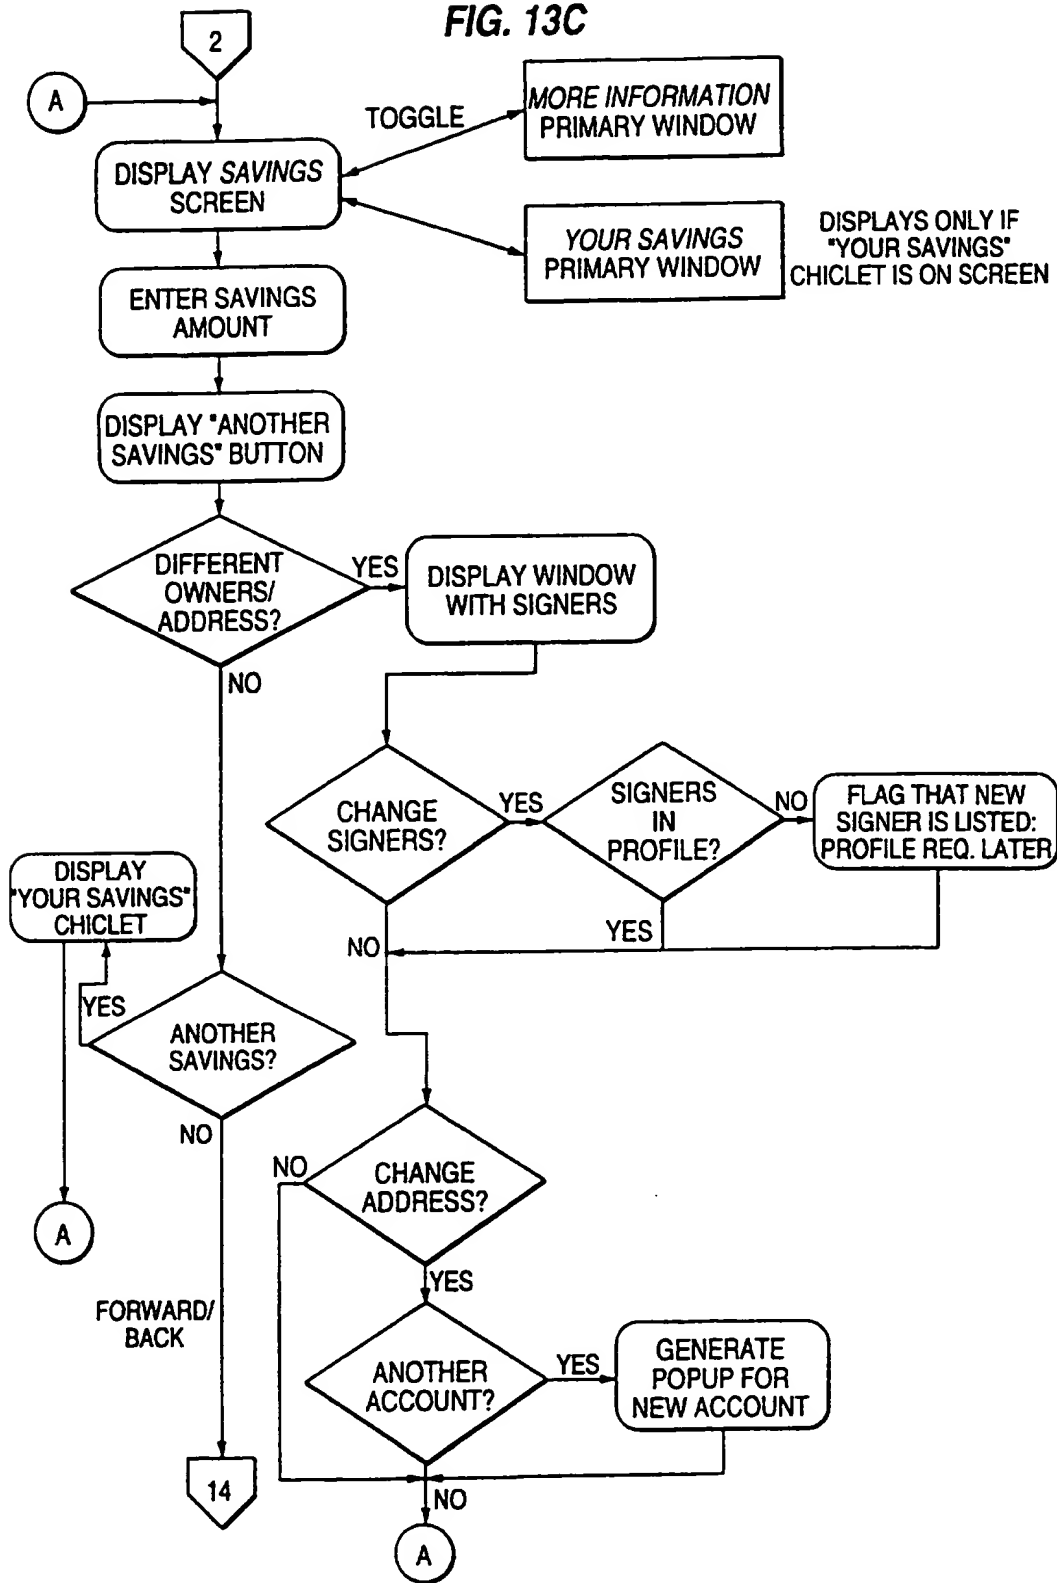 FIG. 13C
2
A
TOGGLE
MORE INFORMATION
PRIMARY WINDOW
DISPLAY SAVINGS
SCREEN
YOUR SAVINGS
PRIMARY WINDOW
DISPLAYS ONLY IF
"YOUR SAVINGS"
CHICLET IS ON SCREEN
ENTER SAVINGS
AMOUNT
DISPLAY "ANOTHER
SAVINGS" BUTTON
DIFFERENT
OWNERS/
ADDRESS?
YES
DISPLAY WINDOW
WITH SIGNERS
NO
CHANGE
SIGNERS?
YES
SIGNERS
IN
PROFILE?
NO
FLAG THAT NEW
SIGNER IS LISTED:
PROFILE REQ. LATER
YES
NO
DISPLAY
"YOUR SAVINGS"
CHICLET
YES
ANOTHER
SAVINGS?
NO
A
FORWARD/
BACK
14
CHANGE
ADDRESS?
NO
YES
ANOTHER
ACCOUNT?
YES
GENERATE
POPUP FOR
NEW ACCOUNT
NO
A